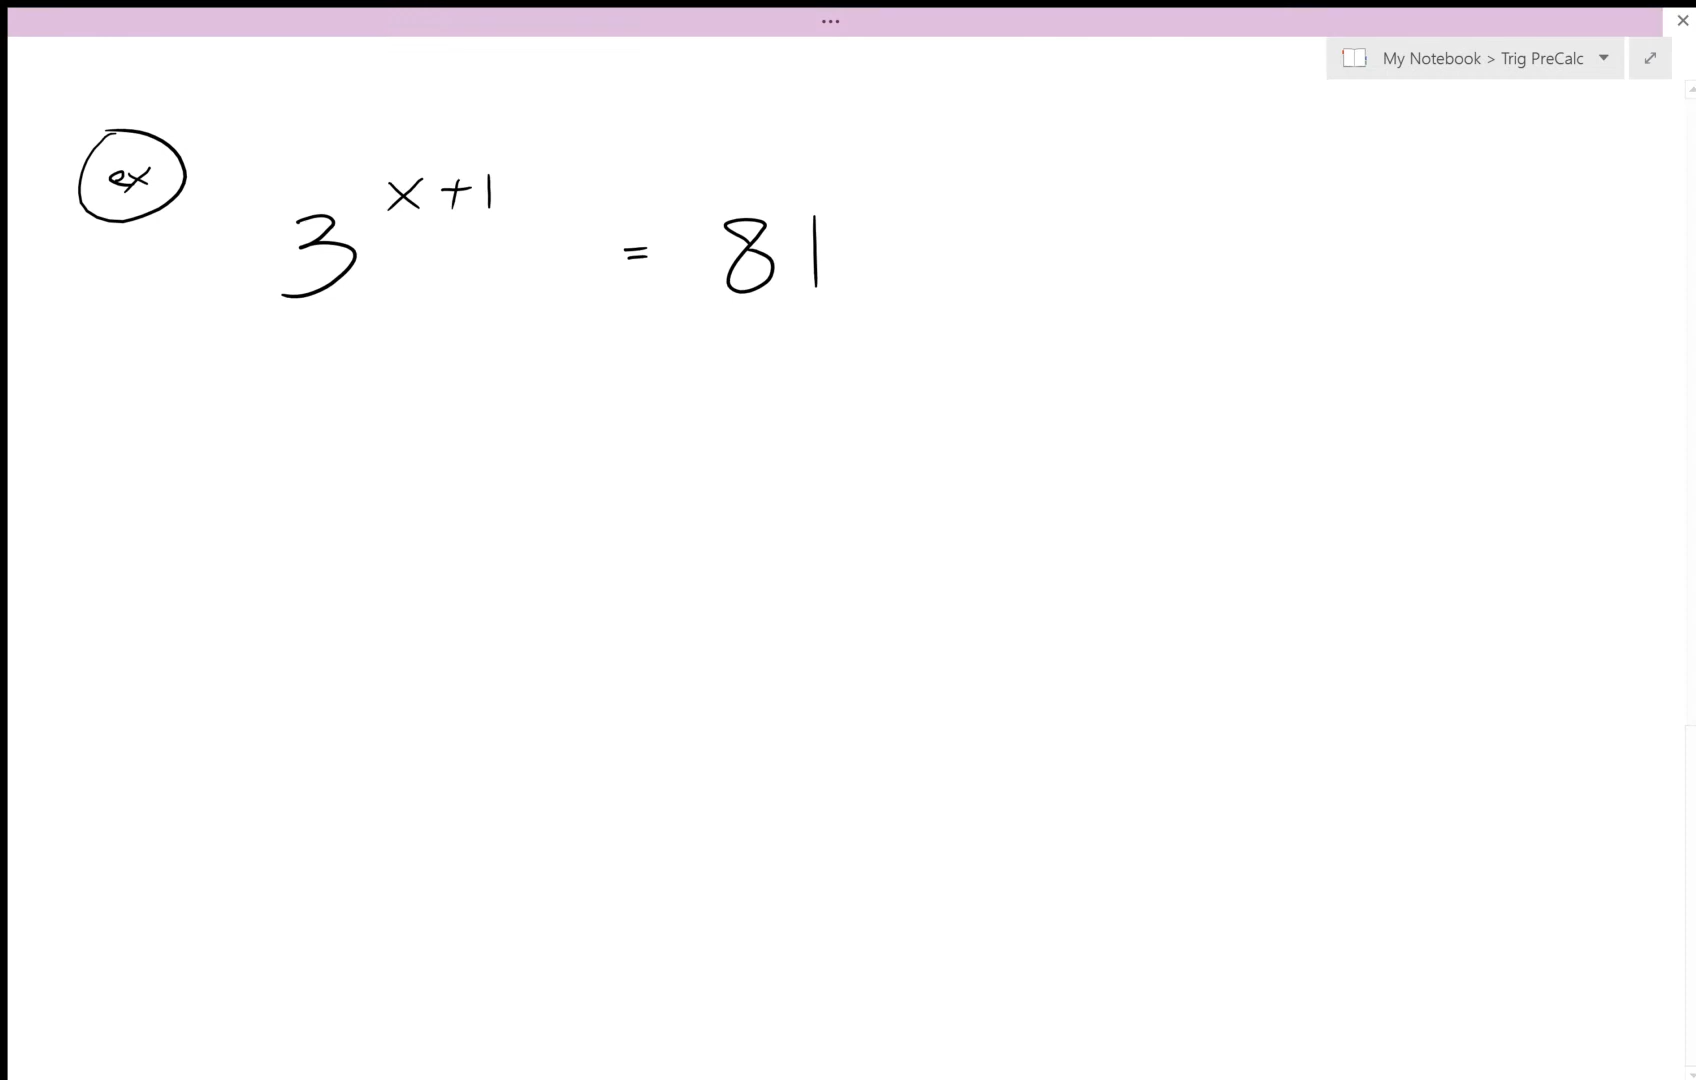 ...
My Notebook > Trig PreCalc
ex
3^{x+1} = 81